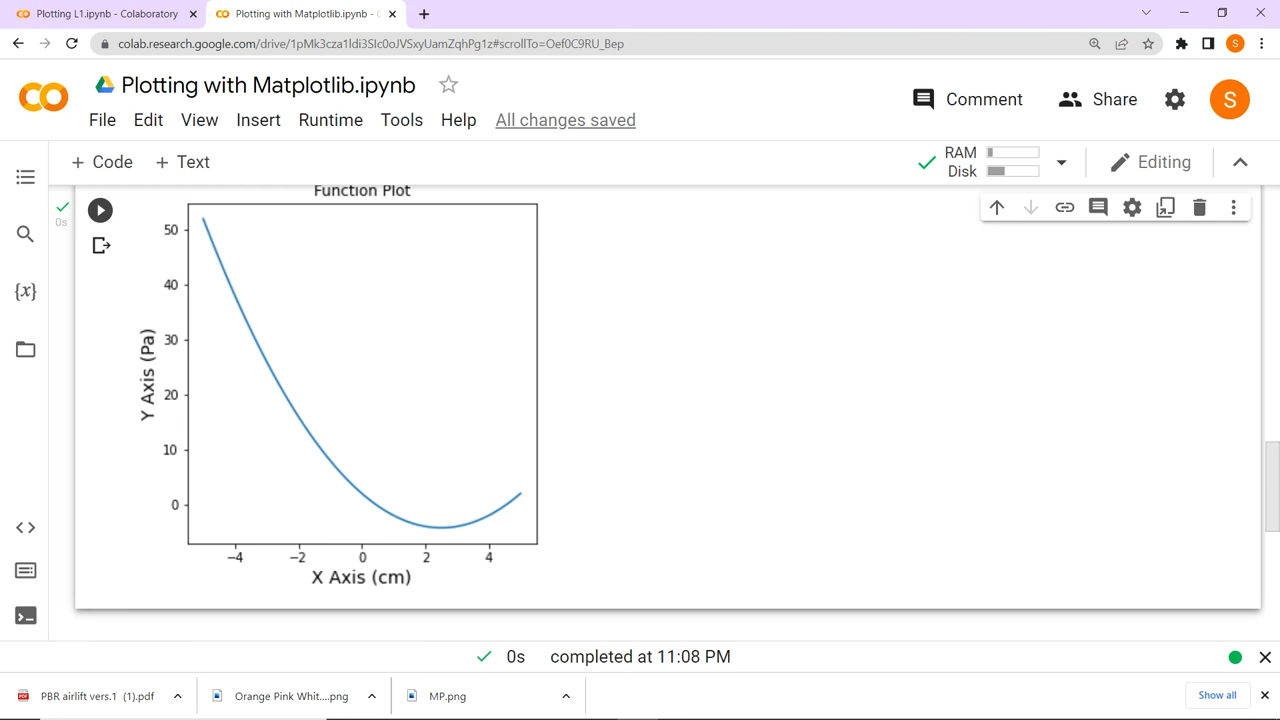 Plotting L1.ipynb - Colaboratory
Plotting with Matplotlib.ipynb - C
colab.research.google.com/drive/1pMk3cza1ldi3SIc0oJVSxyUamZqhPg1z#scrollTo=Oef0C9RU_Bep
S
Plotting with Matplotlib.ipynb
Comment
Share
S
File Edit View Insert Runtime Tools Help All changes saved
+ Code + Text
RAM
Disk
Editing
0s
{x}
Function Plot
50
40
30
20
10
0
Y Axis (Pa)
−4 −2 0 2 4
X Axis (cm)
0s completed at 11:08 PM
PBR airlift vers.1 (1).pdf
Orange Pink Whit....png
MP.png
Show all